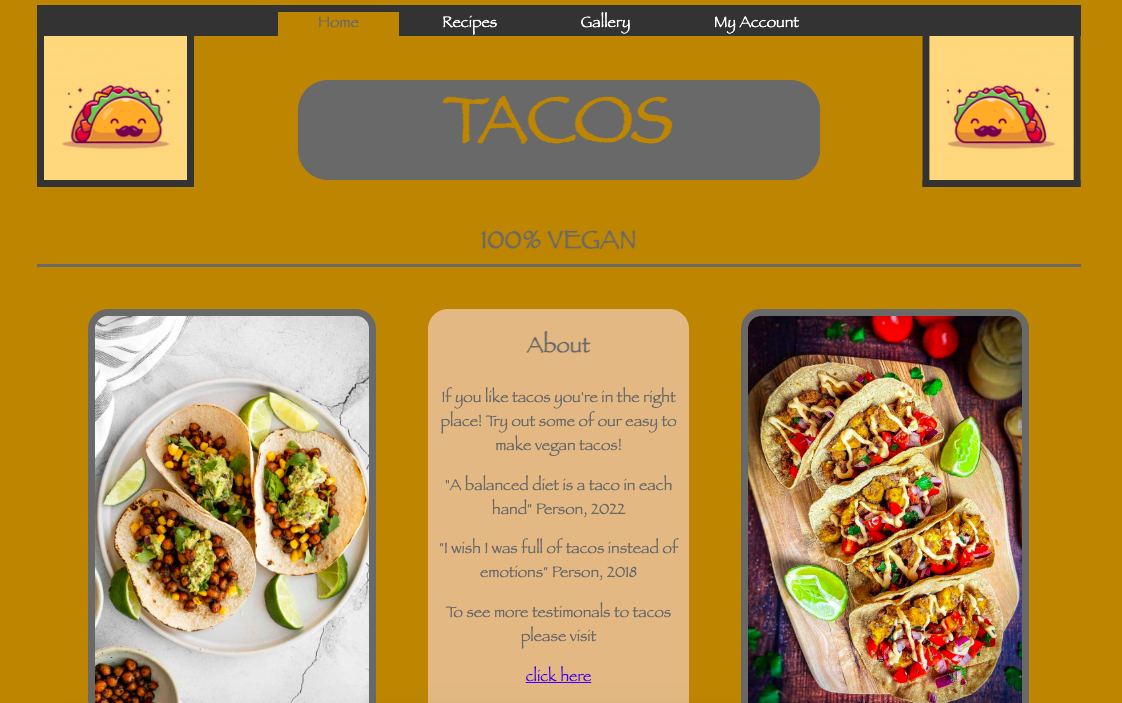 Home Recipes Gallery My Account
TACOS
100% VEGAN
About
If you like tacos you're in the right
place! Try out some of our easy to
make vegan tacos!
"A balanced diet is a taco in each
hand" Person, 2022
"I wish I was full of tacos instead of
emotions" Person, 2018
To see more testimonals to tacos
please visit
click here